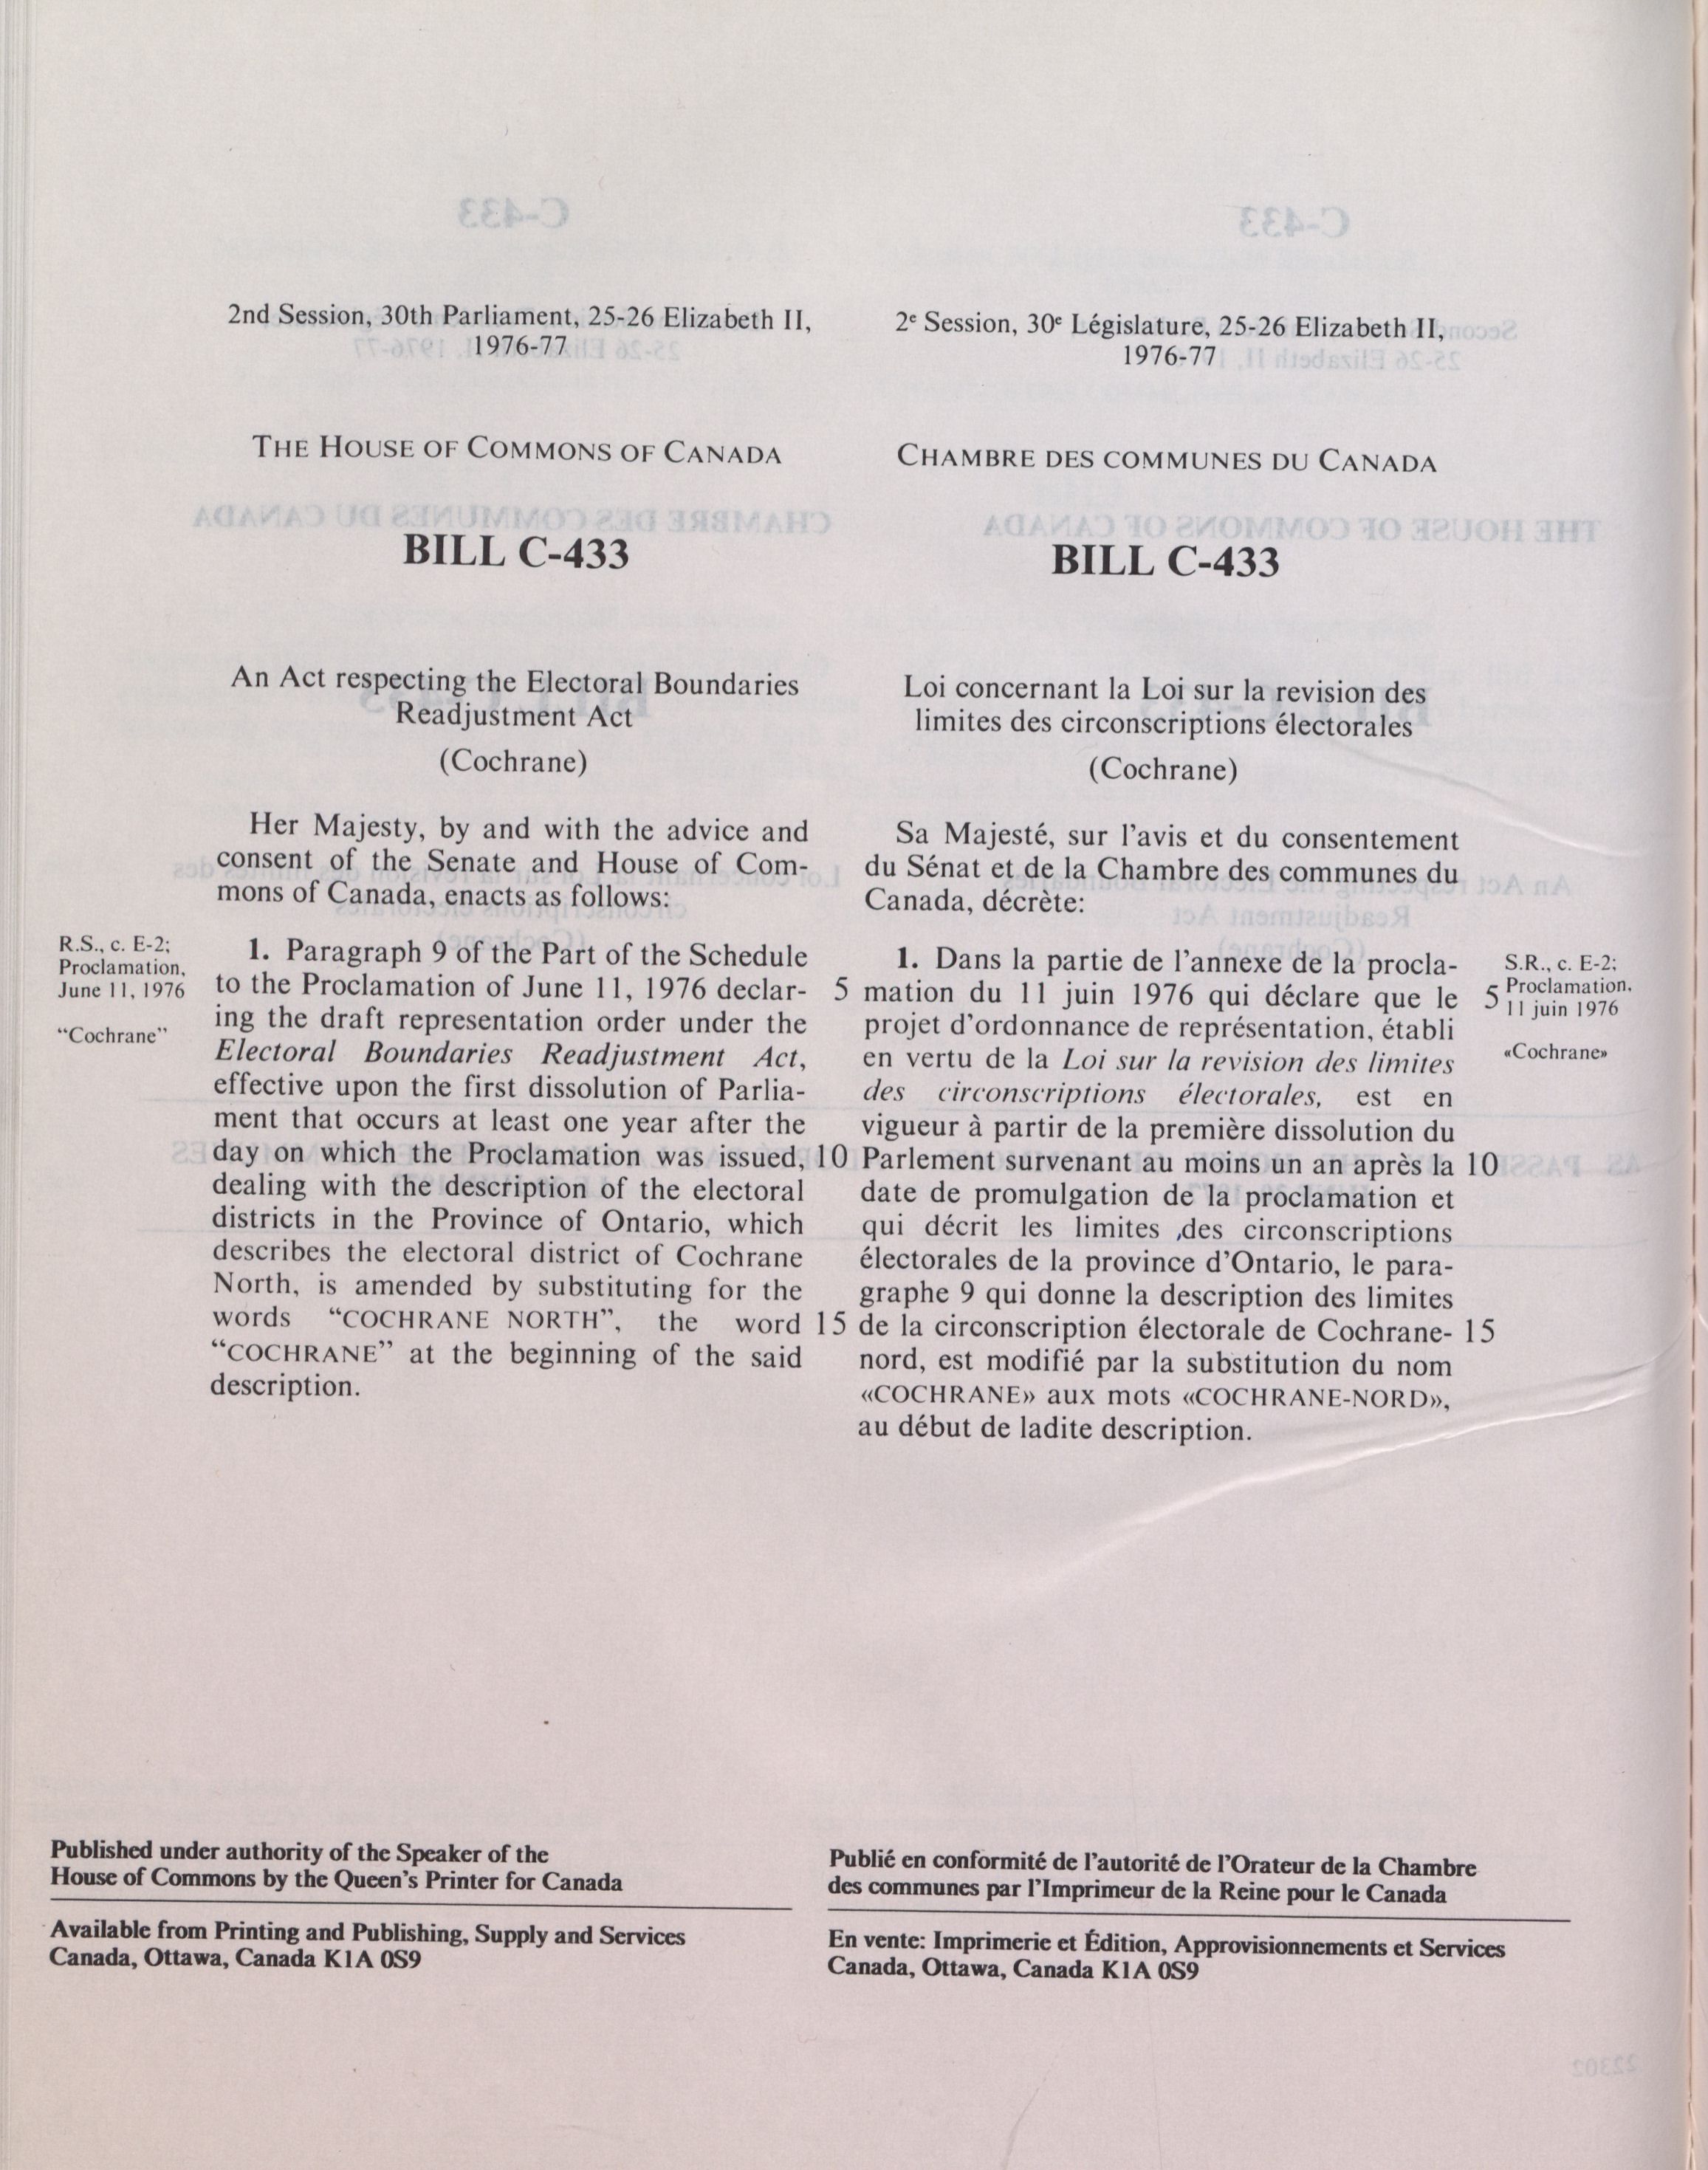 2nd Session, 30th Parliament, 25-26 Elizabeth II,
1976-77
THE HOUSE OF COMMONS OF CANADA
BILL C-433
An Act respecting the Electoral Boundaries
Readjustment Act
(Cochrane)
Her Majesty, by and with the advice and
consent of the Senate and House of Com-
mons of Canada, enacts as follows:
R.S., c. E-2;
Proclamation,
June 11, 1976
“Cochrane”
1. Paragraph 9 of the Part of the Schedule
to the Proclamation of June 11, 1976 declar- 5
ing the draft representation order under the
Electoral Boundaries Readjustment Act,
effective upon the first dissolution of Parlia-
ment that occurs at least one year after the
day on which the Proclamation was issued, 10
dealing with the description of the electoral
districts in the Province of Ontario, which
describes the electoral district of Cochrane
North, is amended by substituting for the
words “COCHRANE NORTH”, the word 15
“COCHRANE” at the beginning of the said
description.
Published under authority of the Speaker of the
House of Commons by the Queen's Printer for Canada
Available from Printing and Publishing, Supply and Services
Canada, Ottawa, Canada K1A 0S9
2e Session, 30e Législature, 25-26 Elizabeth II,
1976-77
CHAMBRE DES COMMUNES DU CANADA
BILL C-433
Loi concernant la Loi sur la revision des
limites des circonscriptions électorales
(Cochrane)
Sa Majesté, sur l'avis et du consentement
du Sénat et de la Chambre des communes du
Canada, décrète:
1. Dans la partie de l'annexe de la procla-
mation du 11 juin 1976 qui déclare que le 5
projet d'ordonnance de représentation, établi
en vertu de la Loi sur la revision des limites
des circonscriptions électorales, est en
vigueur à partir de la première dissolution du
Parlement survenant au moins un an après la 10
date de promulgation de la proclamation et
qui décrit les limites ,des circonscriptions
électorales de la province d'Ontario, le para-
graphe 9 qui donne la description des limites
de la circonscription électorale de Cochrane- 15
nord, est modifié par la substitution du nom
«COCHRANE» aux mots «COCHRANE-NORD»,
au début de ladite description.
S.R., c. E-2;
Proclamation.
11 juin 1976
«Cochrane»
Publié en conformité de l'autorité de l'Orateur de la Chambre
des communes par l'Imprimeur de la Reine pour le Canada
En vente: Imprimerie et Édition, Approvisionnements et Services
Canada, Ottawa, Canada K1A 0S9